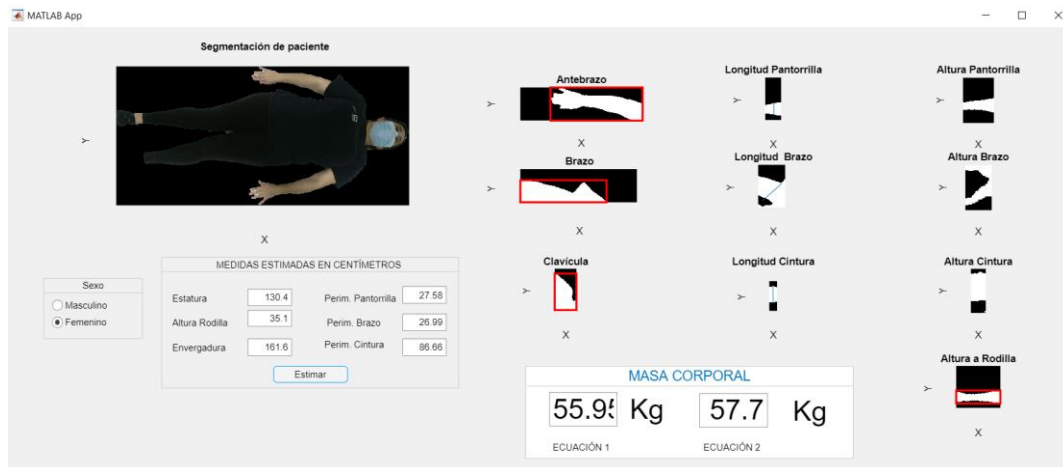 MATLAB App
Segmentación de paciente
Y
X
Antebrazo
Y
X
Longitud Pantorrilla
Y
X
Altura Pantorrilla
Y
X
Brazo
Y
X
Longitud Brazo
Y
X
Altura Brazo
Y
X
Clavícula
Y
X
Longitud Cintura
Y
X
Altura Cintura
Y
X
Altura a Rodilla
Y
X
Sexo
Masculino
Femenino
MEDIDAS ESTIMADAS EN CENTÍMETROS
Estatura 130.4 Perim. Pantorrilla 27.58
Altura Rodilla 35.1 Perim. Brazo 26.99
Envergadura 161.6 Perim. Cintura 86.66
Estimar
MASA CORPORAL
55.95 Kg 57.7 Kg
ECUACIÓN 1 ECUACIÓN 2